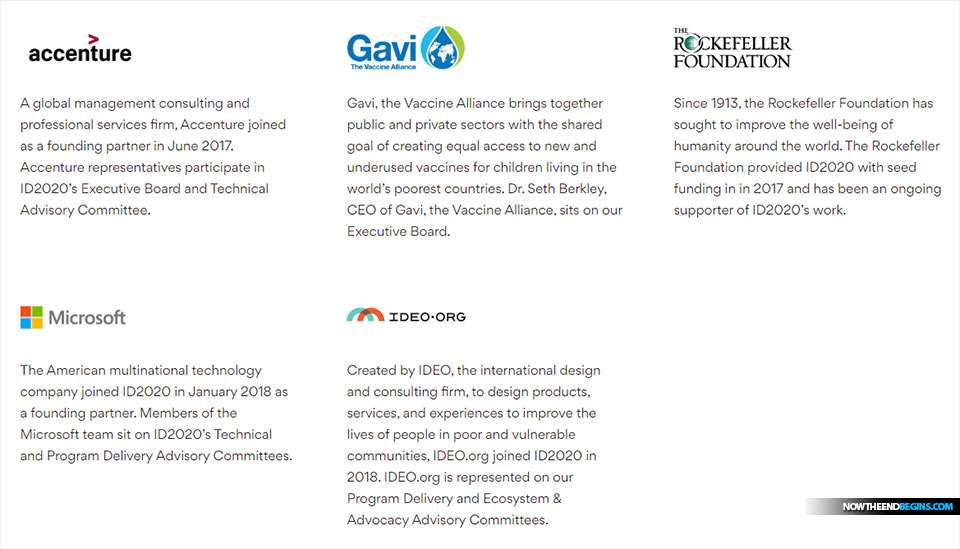 accenture
A global management consulting and
professional services firm, Accenture joined
as a founding partner in June 2017.
Accenture representatives participate in
ID2020's Executive Board and Technical
Advisory Committee.
Gavi
The Vaccine Alliance
Gavi, the Vaccine Alliance brings together
public and private sectors with the shared
goal of creating equal access to new and
underused vaccines for children living in the
world's poorest countries. Dr. Seth Berkley,
CEO of Gavi, the Vaccine Alliance, sits on our
Executive Board.
THE
ROCKEFELLER
FOUNDATION
Since 1913, the Rockefeller Foundation has
sought to improve the well-being of
humanity around the world. The Rockefeller
Foundation provided ID2020 with seed
funding in in 2017 and has been an ongoing
supporter of ID2020's work.
Microsoft
The American multinational technology
company joined ID2020 in January 2018 as
a founding partner. Members of the
Microsoft team sit on ID2020's Technical
and Program Delivery Advisory Committees.
IDEO.ORG
Created by IDEO, the international design
and consulting firm, to design products,
services, and experiences to improve the
lives of people in poor and vulnerable
communities, IDEO.org joined ID2020 in
2018. IDEO.org is represented on our
Program Delivery and Ecosystem &
Advocacy Advisory Committees.
NOWTHEENDBEGINS.COM